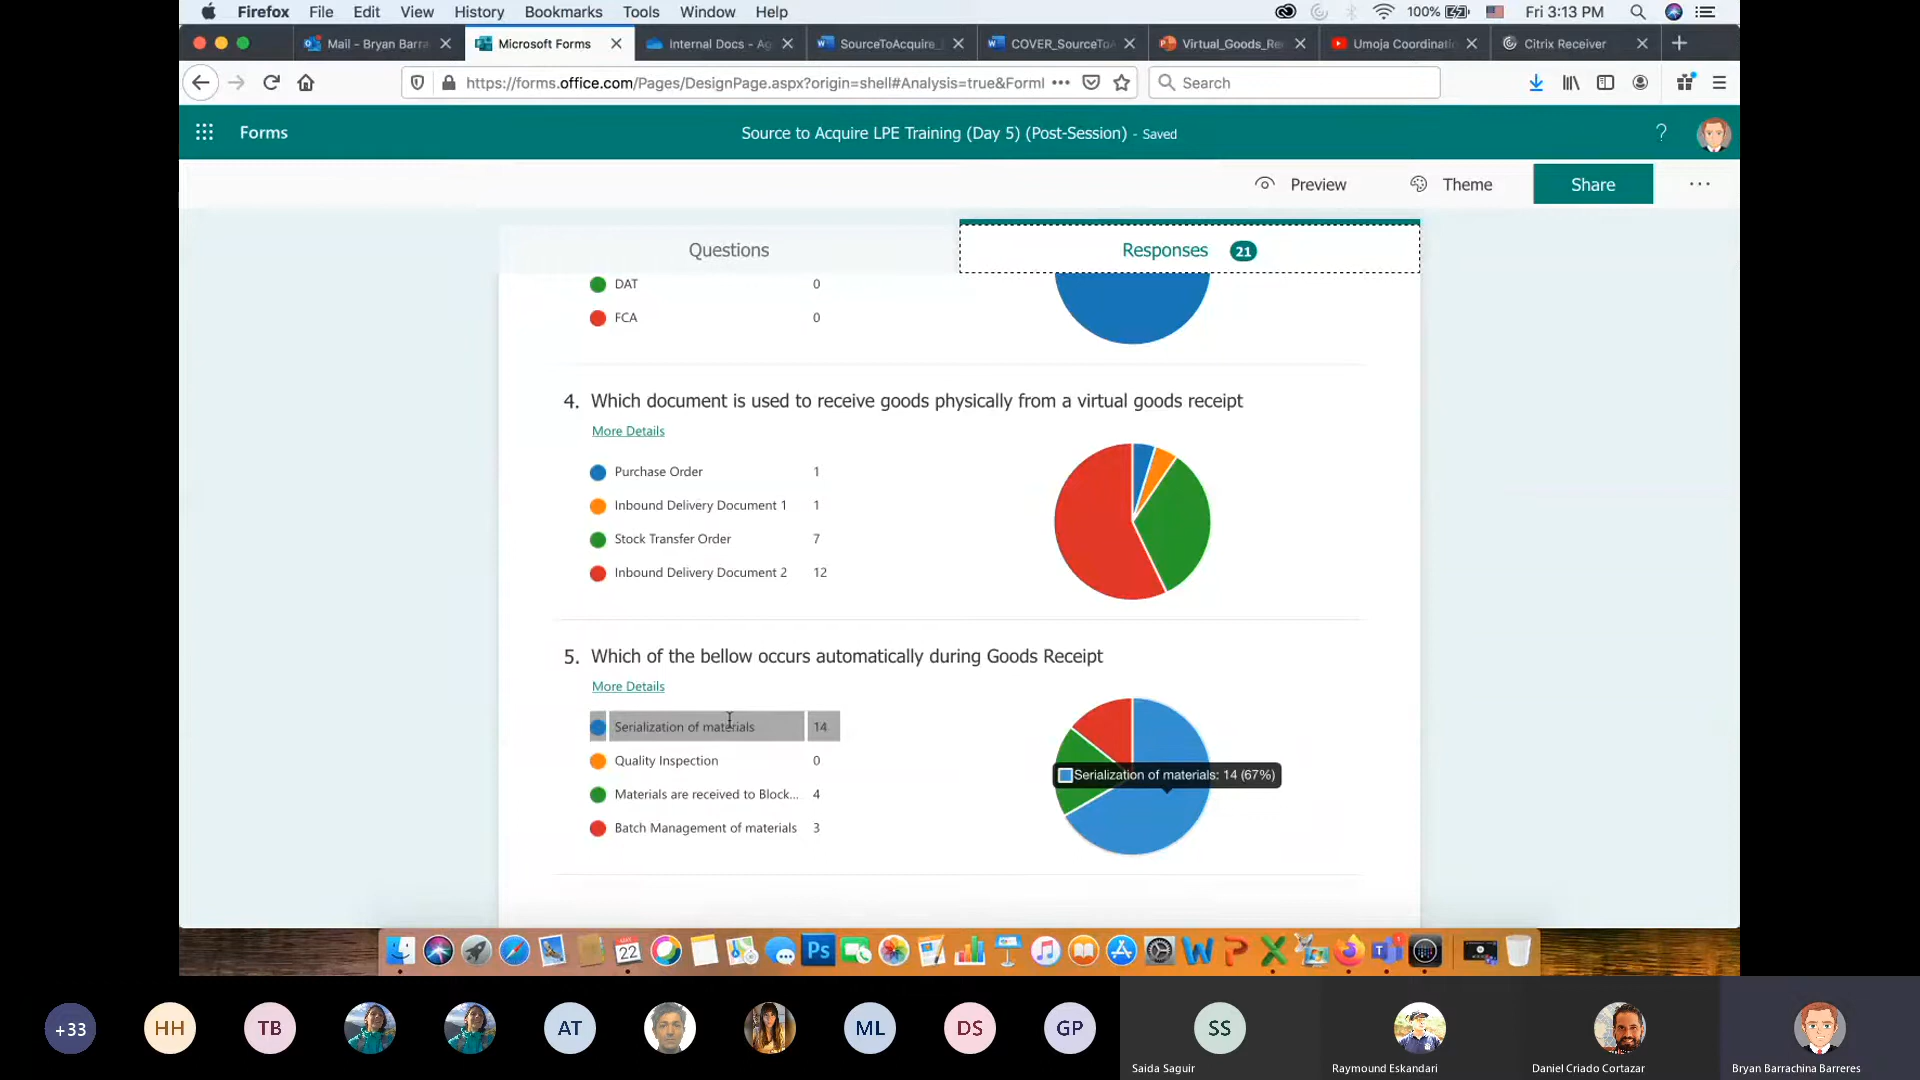 Firefox File Edit View History Bookmarks Tools Window Help 100% Fri 3:13 PM
Mail - Bryan Barra Microsoft Forms Internal Docs - Ag SourceToAcquire_ COVER_SourceToA Virtual_Goods_Re Umoja Coordinati Citrix Receiver
https://forms.office.com/Pages/DesignPage.aspx?origin=shell#Analysis=true&FormI Search
Forms Source to Acquire LPE Training (Day 5) (Post-Session) - Saved ?
Preview Theme Share
Questions Responses 21
DAT 0
FCA 0
4. Which document is used to receive goods physically from a virtual goods receipt
More Details
Purchase Order 1
Inbound Delivery Document 1 1
Stock Transfer Order 7
Inbound Delivery Document 2 12
5. Which of the bellow occurs automatically during Goods Receipt
More Details
Serialization of materials 14
Quality Inspection 0
Serialization of materials: 14 (67%)
Materials are received to Block... 4
Batch Management of materials 3
22 Ps
+33 HH TB AT ML DS GP SS
Saida Saguir Raymound Eskandari Daniel Criado Cortazar Bryan Barrachina Barreres